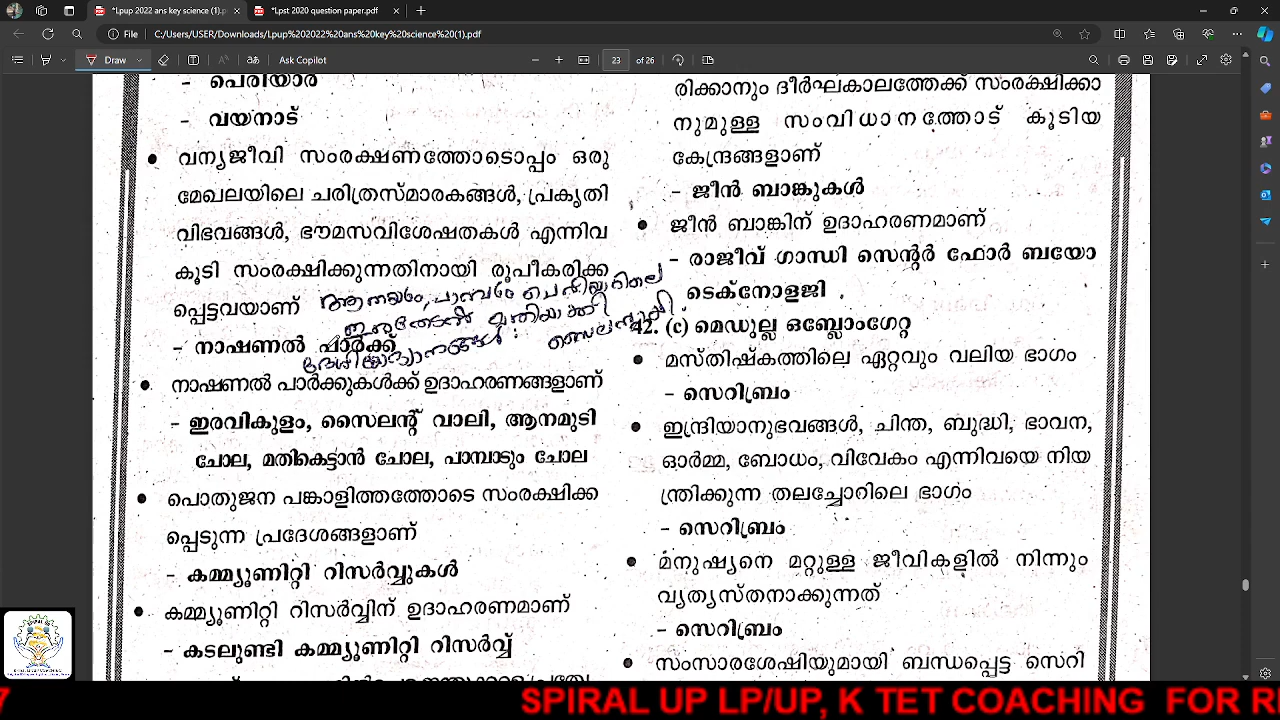 *Lpup 2022 ans key science (1).p
*Lpst 2020 question paper.pdf
File
C:/Users/USER/Downloads/Lpup%202022%20ans%20key%20science%20(1).pdf
Draw
Ask Copilot
23 of 26
- പെരിയാർ
- വയനാട്
• വന്യജീവി സംരക്ഷണത്തോടൊപ്പം ഒരു
മേഖലയിലെ ചരിത്രസ്മാരകങ്ങൾ, പ്രകൃതി
വിഭവങ്ങൾ, ഭൗമസവിശേഷതകൾ എന്നിവ
കൂടി സംരക്ഷിക്കുന്നതിനായി രൂപീകരിക്ക
പ്പെട്ടവയാണ്
- നാഷണൽ പാർക്ക്
• നാഷണൽ പാർക്കുകൾക്ക് ഉദാഹരണങ്ങളാണ്
- ഇരവികുളം, സൈലന്റ് വാലി, ആനമുടി
ചോല, മതികെട്ടാൻ ചോല, പാമ്പാടും ചോല
• പൊതുജന പങ്കാളിത്തത്തോടെ സംരക്ഷിക്ക
പ്പെടുന്ന പ്രദേശങ്ങളാണ്
- കമ്മ്യൂണിറ്റി റിസർവ്വുകൾ
• കമ്മ്യൂണിറ്റി റിസർവ്വിന് ഉദാഹരണമാണ്
- കടലുണ്ടി കമ്മ്യൂണിറ്റി റിസർവ്വ്
രിക്കാനും ദീർഘകാലത്തേക്ക് സംരക്ഷിക്കാ
നുമുള്ള സംവിധാനത്തോട് കൂടിയ
കേന്ദ്രങ്ങളാണ്
- ജീൻ ബാങ്കുകൾ
• ജീൻ ബാങ്കിന് ഉദാഹരണമാണ്
- രാജീവ് ഗാന്ധി സെന്റർ ഫോർ ബയോ
ടെക്നോളജി
42. (c) മെഡുല്ല ഒബ്ലോംഗേറ്റ
• മസ്തിഷ്കത്തിലെ ഏറ്റവും വലിയ ഭാഗം
- സെറിബ്രം
• ഇന്ദ്രിയാനുഭവങ്ങൾ, ചിന്ത, ബുദ്ധി, ഭാവന,
ഓർമ്മ, ബോധം, വിവേകം എന്നിവയെ നിയ
ന്ത്രിക്കുന്ന തലച്ചോറിലെ ഭാഗം
- സെറിബ്രം
• മനുഷ്യനെ മറ്റുള്ള ജീവികളിൽ നിന്നും
വ്യത്യസ്തനാക്കുന്നത്
- സെറിബ്രം
• സംസാരശേഷിയുമായി ബന്ധപ്പെട്ട സെറി
7 SPIRAL UP LP/UP, K TET COACHING FOR